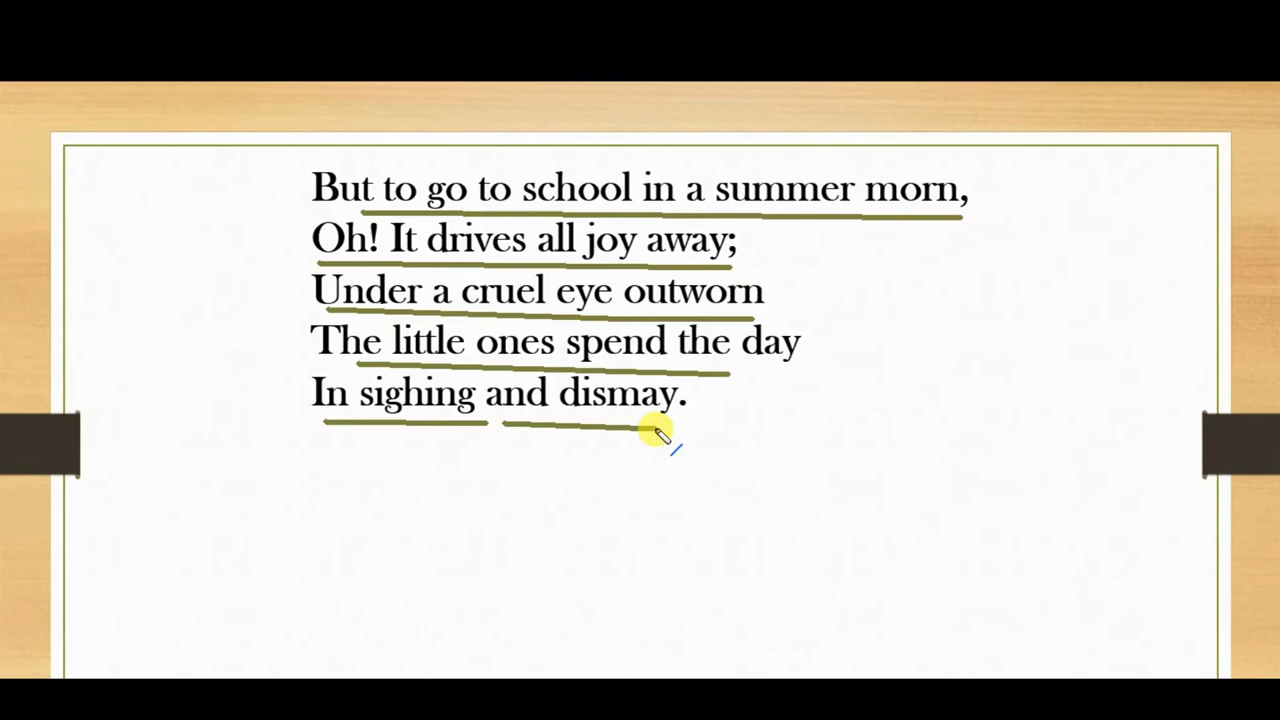 But to go to school in a summer morn,
Oh! It drives all joy away;
Under a cruel eye outworn
The little ones spend the day
In sighing and dismay.